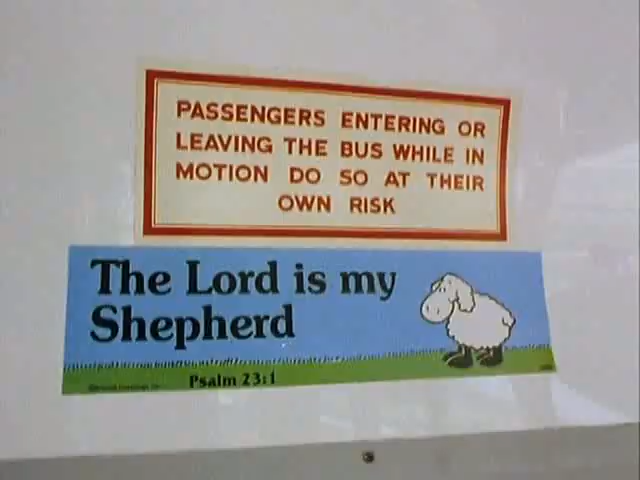 PASSENGERS ENTERING OR
LEAVING THE BUS WHILE IN
MOTION DO SO AT THEIR
OWN RISK
The Lord is my
Shepherd
Psalm 23:1